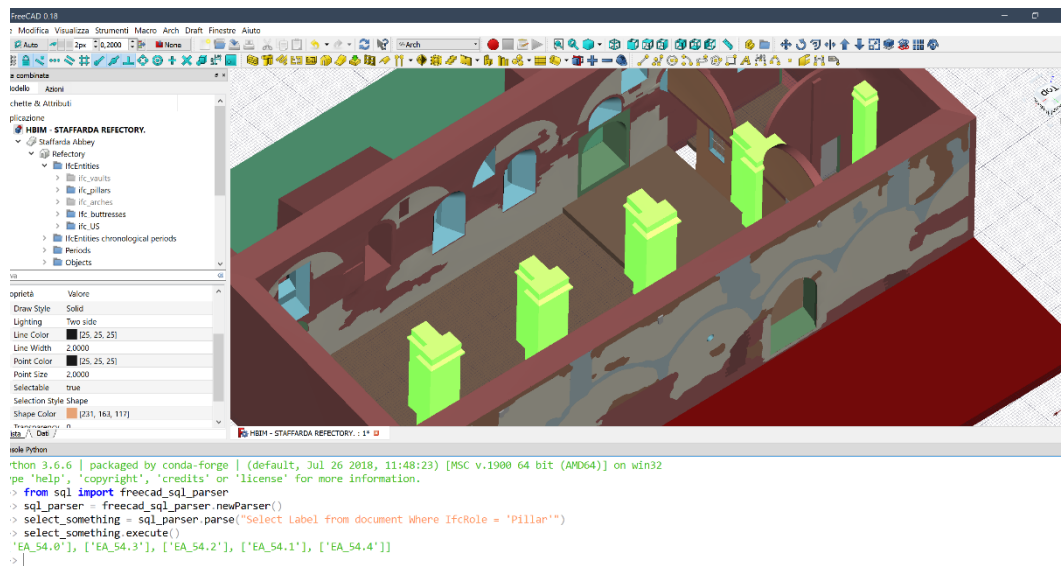 FreeCAD 0.18
Modifica Visualizza Strumenti Macro Arch Draft Finestre Aiuto
Auto 2px 0,2000 None Arch
a combinata
Modello Azioni
chette & Attributi
plicazione
HBIM - STAFFARDA REFECTORY.
Staffarda Abbey
Refectory
IfcEntities
ifc_vaults
ifc_pillars
ifc_arches
ifc_buttresses
ifc_US
IfcEntities chronological periods
Periods
Objects
oprietà Valore
Draw Style Solid
Lighting Two side
Line Color [25, 25, 25]
Line Width 2,0000
Point Color [25, 25, 25]
Point Size 2,0000
Selectable true
Selection Style Shape
Shape Color [231, 163, 117]
Transparency 0
ista Dati
HBIM - STAFFARDA REFECTORY. : 1*
nsole Python
thon 3.6.6 | packaged by conda-forge | (default, Jul 26 2018, 11:48:23) [MSC v.1900 64 bit (AMD64)] on win32
ype 'help', 'copyright', 'credits' or 'license' for more information.
> from sql import freecad_sql_parser
> sql_parser = freecad_sql_parser.newParser()
> select_something = sql_parser.parse("Select Label from document Where IfcRole = 'Pillar'")
> select_something.execute()
'EA_54.0'], ['EA_54.3'], ['EA_54.2'], ['EA_54.1'], ['EA_54.4']]
>